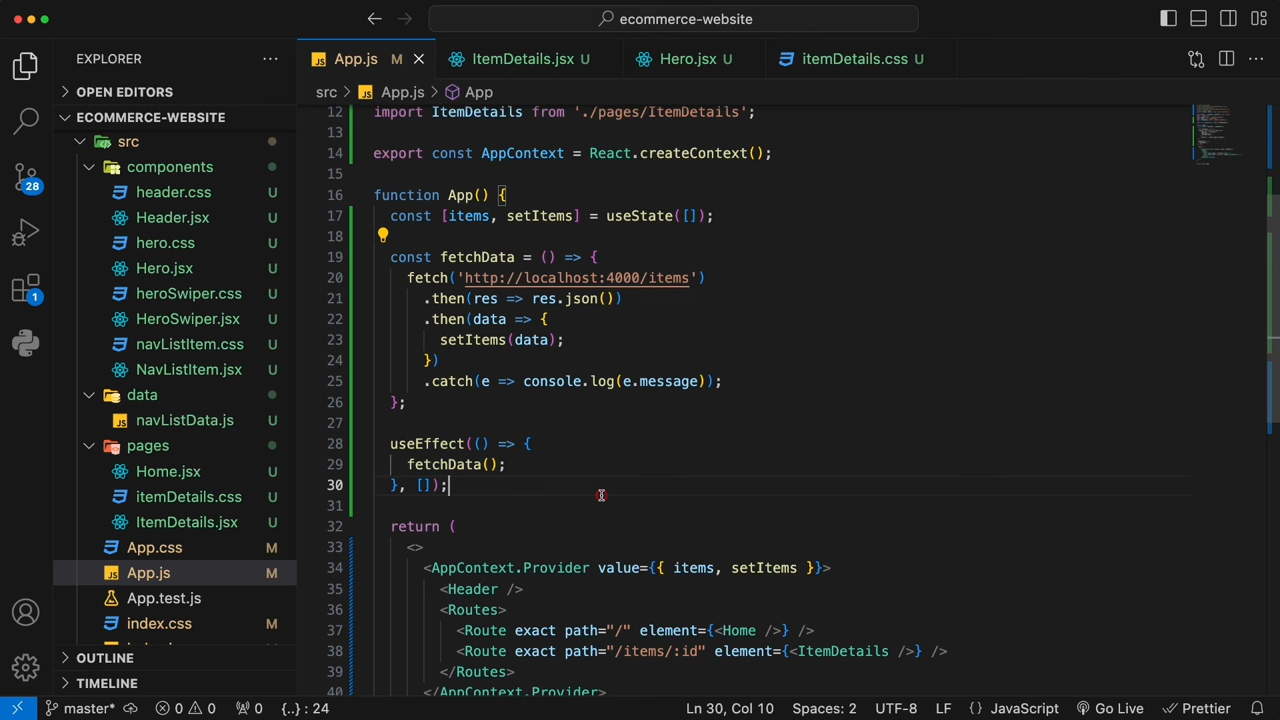 ecommerce-website
EXPLORER
OPEN EDITORS
ECOMMERCE-WEBSITE
src
components
header.css U
Header.jsx U
hero.css U
Hero.jsx U
heroSwiper.css U
HeroSwiper.jsx U
navListItem.css U
NavListItem.jsx U
data
navListData.js U
pages
Home.jsx U
itemDetails.css U
ItemDetails.jsx U
App.css M
App.js M
App.test.js
index.css M
OUTLINE
TIMELINE
28
1
App.js M
ItemDetails.jsx U
Hero.jsx U
itemDetails.css U
src > App.js > App
12 import ItemDetails from './pages/ItemDetails';
13
14 export const AppContext = React.createContext();
15
16 function App() {
17 const [items, setItems] = useState([]);
18
19 const fetchData = () => {
20 fetch('http://localhost:4000/items')
21 .then(res => res.json())
22 .then(data => {
23 setItems(data);
24 })
25 .catch(e => console.log(e.message));
26 };
27
28 useEffect(() => {
29 fetchData();
30 }, []);
31
32 return (
33 <>
34 <AppContext.Provider value={{ items, setItems }}>
35 <Header />
36 <Routes>
37 <Route exact path="/" element={<Home />} />
38 <Route exact path="/items/:id" element={<ItemDetails />} />
39 </Routes>
40 </AppContext.Provider>
master* 0 0 0 {..} : 24 Ln 30, Col 10 Spaces: 2 UTF-8 LF {} JavaScript Go Live Prettier